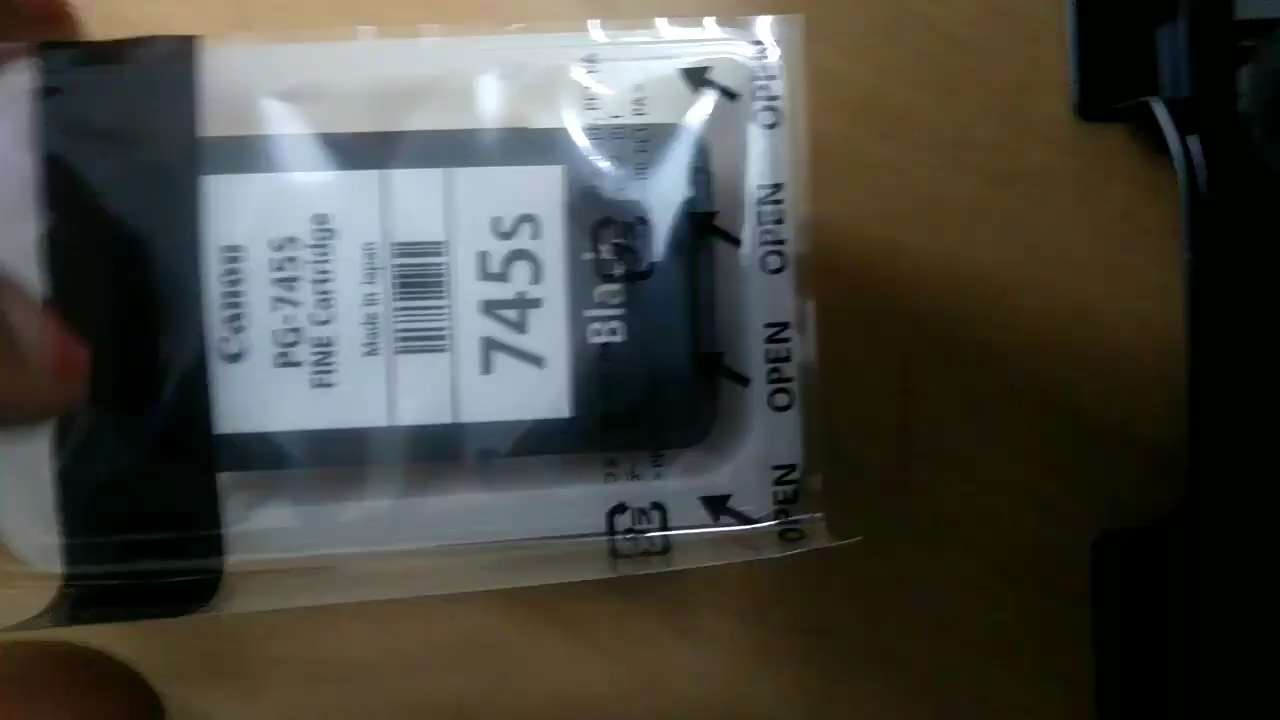 Canon
PG-745S
FINE Cartridge
Made in Japan
745s
Black
OPEN OPEN OPEN OPEN